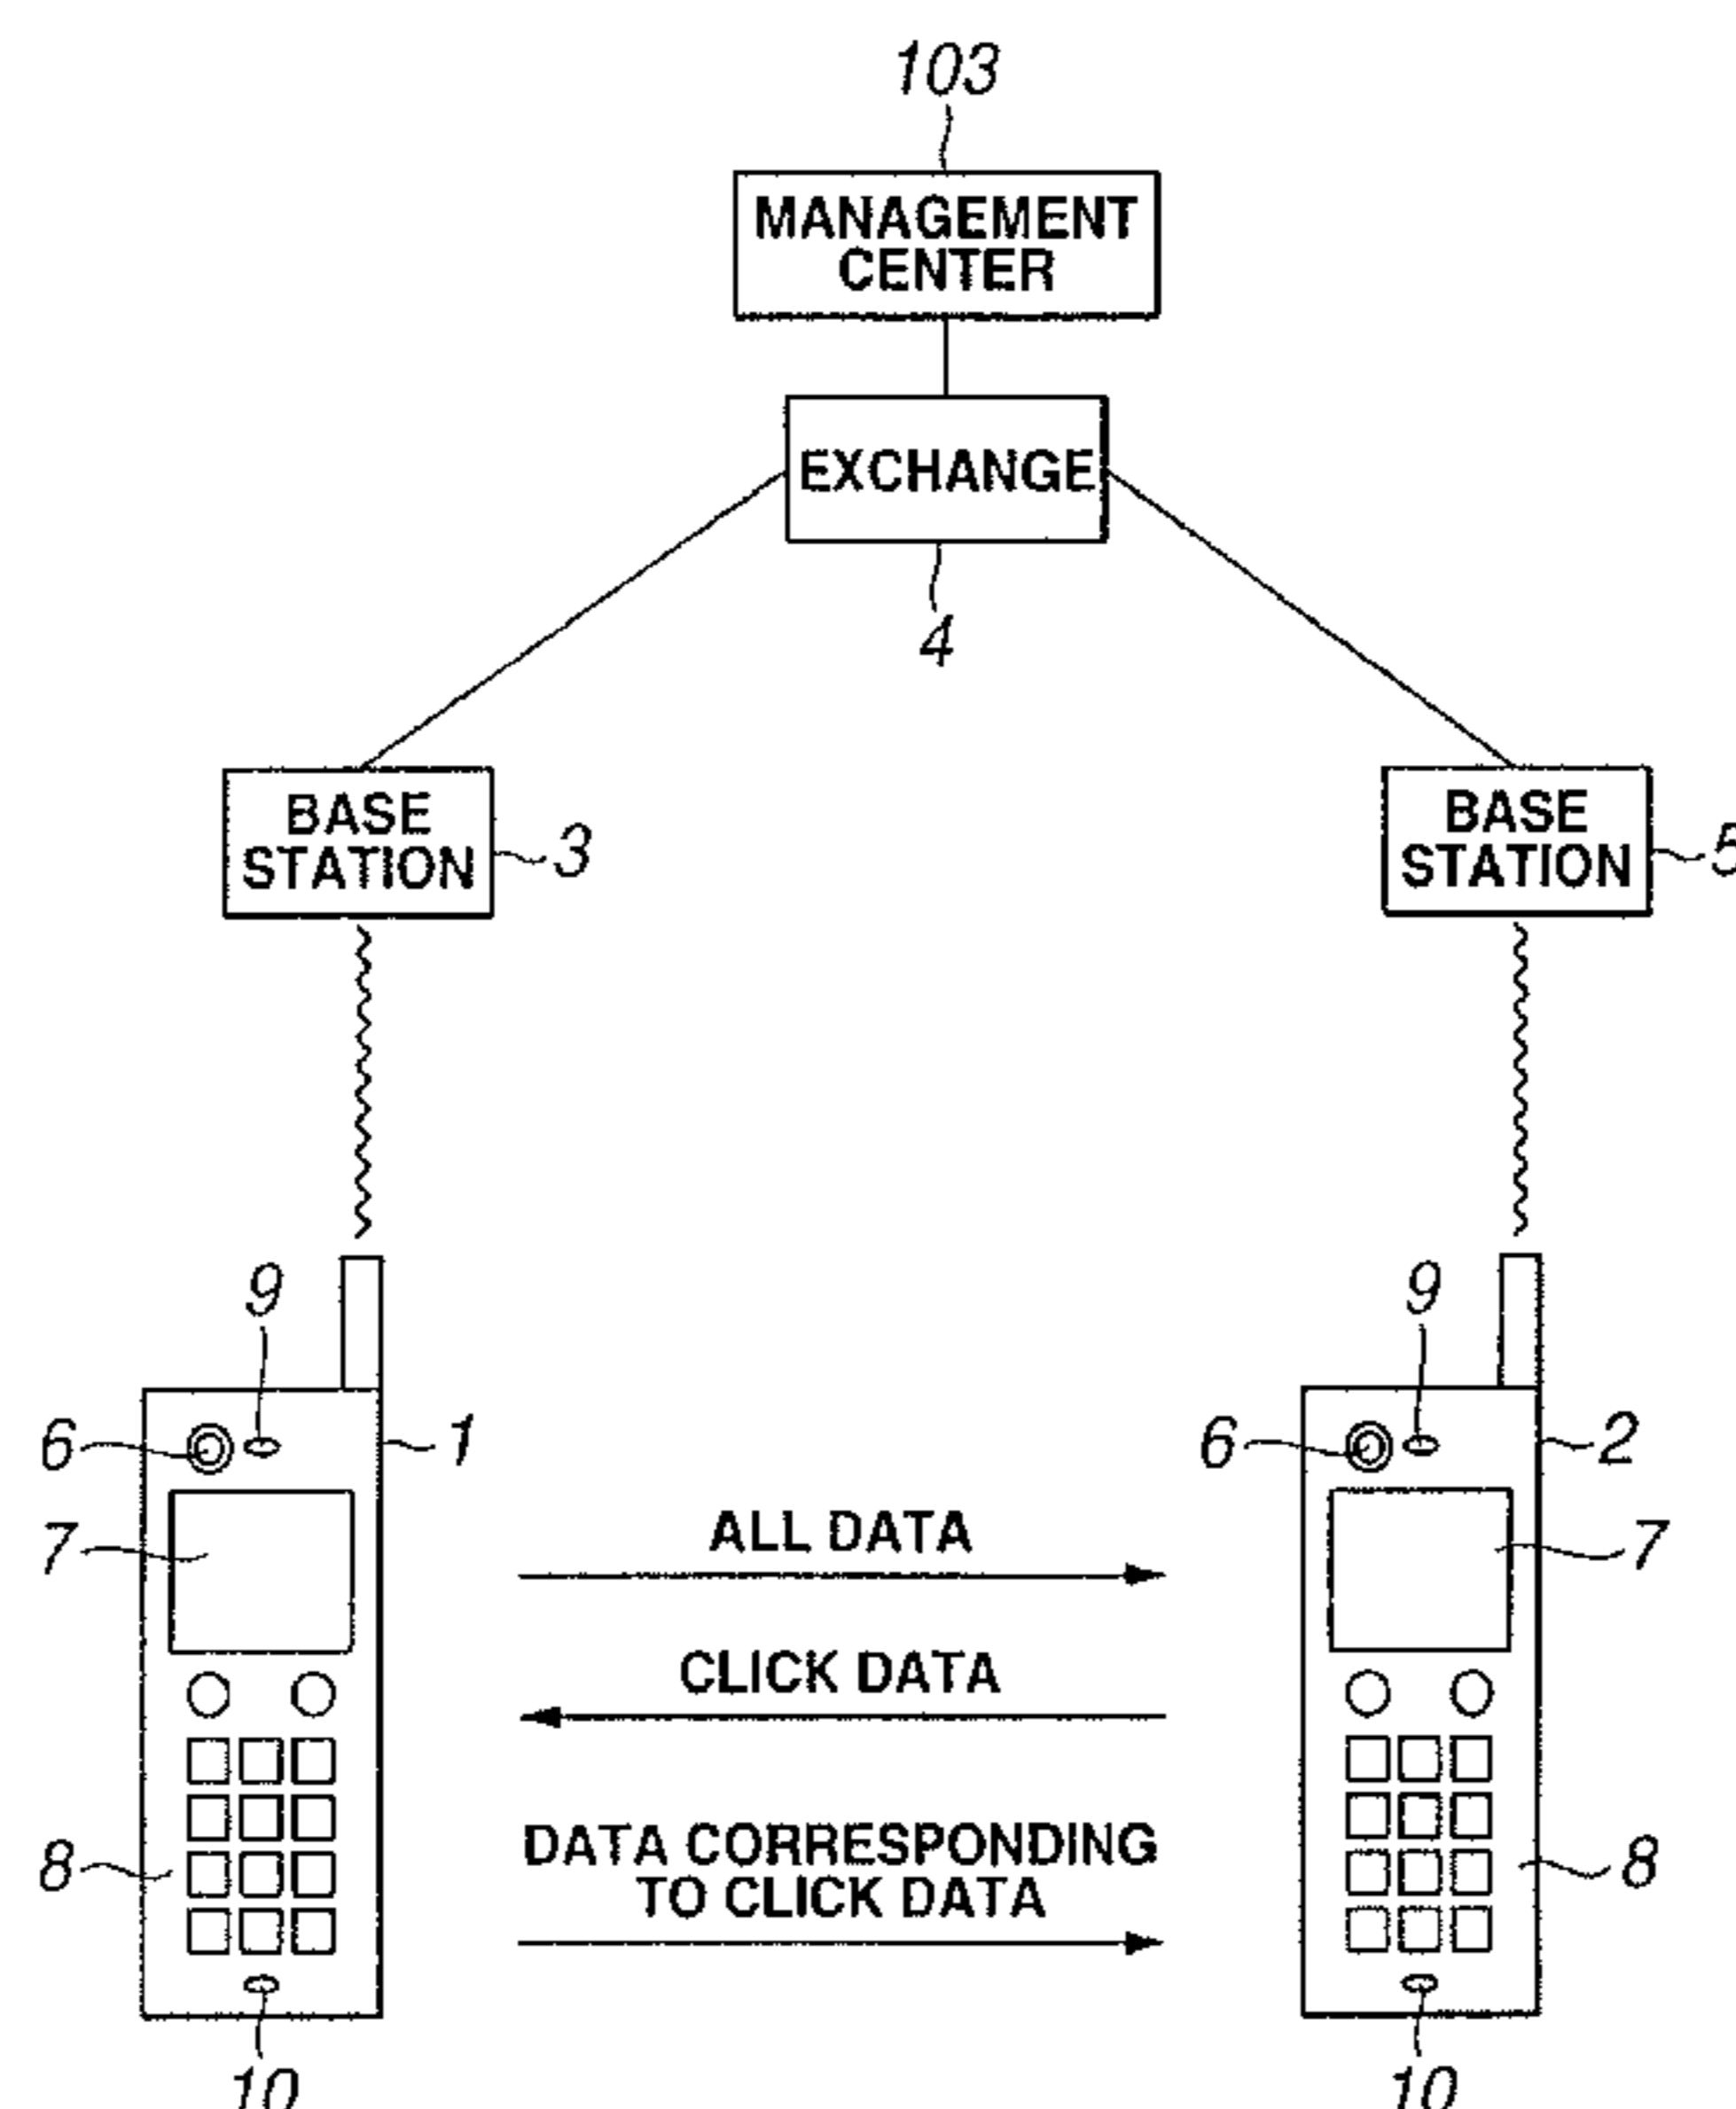 103
MANAGEMENT
CENTER
EXCHANGE
4
BASE
STATION
3
BASE
STATION
5
9
9
6
1
6
2
7
7
ALL DATA
CLICK DATA
DATA CORRESPONDING
TO CLICK DATA
8
8
10
10